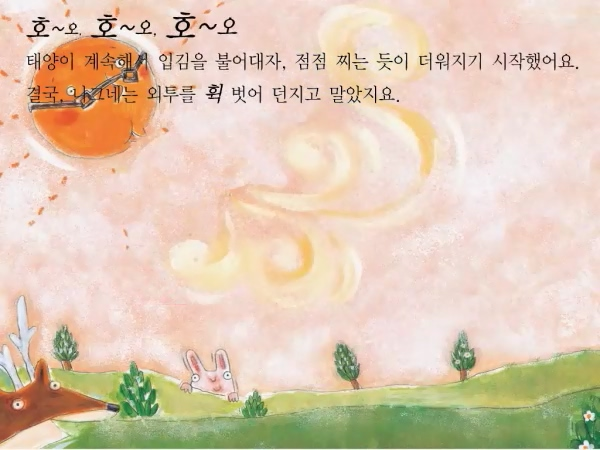 호~오, 호~오, 호~오
태양이 계속해서 입김을 불어대자, 점점 찌는 듯이 더워지기 시작했어요.
결국, 나그네는 외투를 휙 벗어 던지고 말았지요.